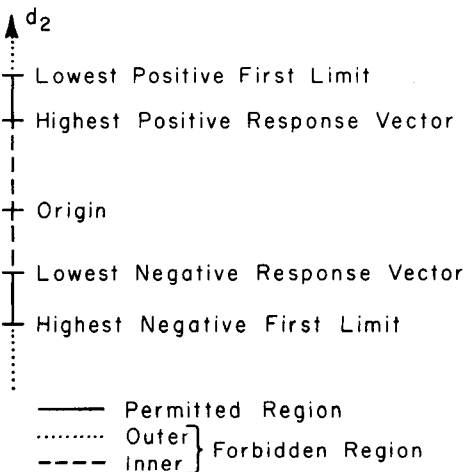 d2
Lowest Positive First Limit
Highest Positive Response Vector
Origin
Lowest Negative Response Vector
Highest Negative First Limit
Permitted Region
Outer
Inner
Forbidden Region